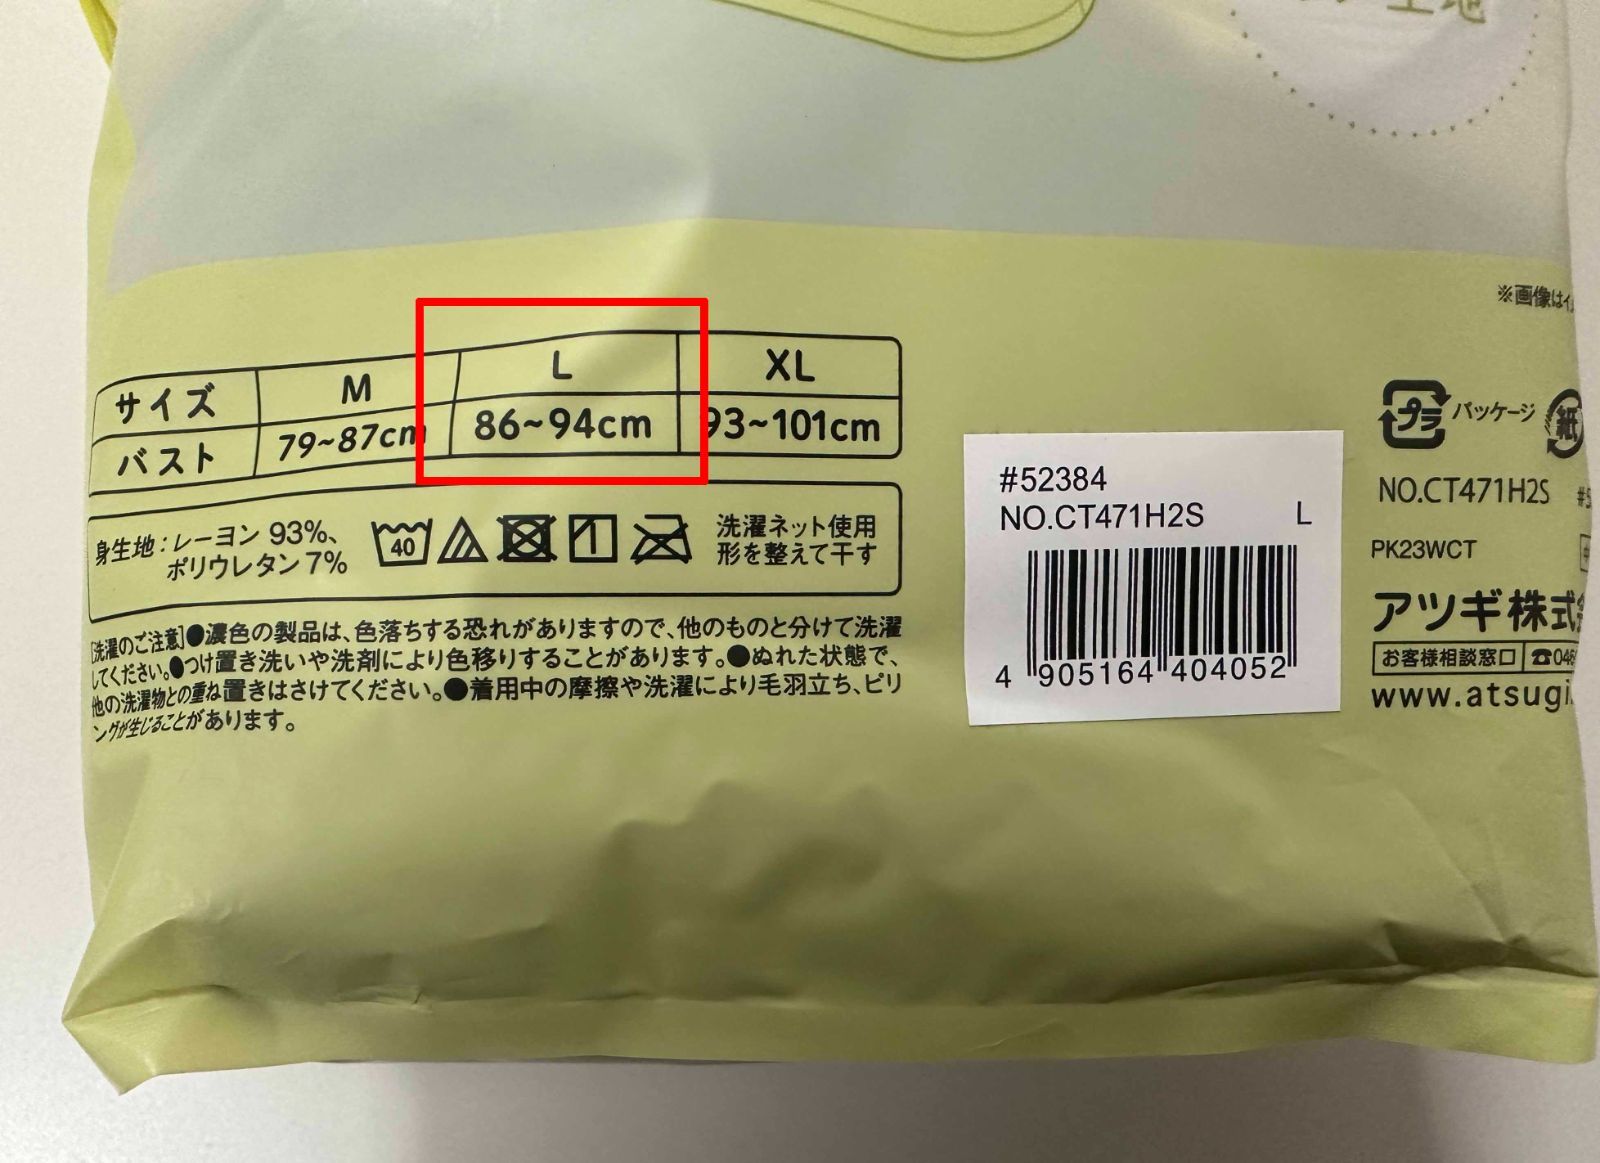 生地
※画像は
サイズ M L XL
バスト 79~87cm 86~94cm 93~101cm
身生地：レーヨン 93%、
ポリウレタン 7%
40
洗濯ネット使用
形を整えて干す
[洗濯のご注意]●濃色の製品は、色落ちする恐れがありますので、他のものと分けて洗濯
してください。●つけ置き洗いや洗剤により色移りすることがあります。●ぬれた状態で、
他の洗濯物との重ね置きはさけてください。●着用中の摩擦や洗濯により毛羽立ち、ピリ
ングが生じることがあります。
#52384
NO.CT471H2S L
4 905164 404052
プラ パッケージ 紙
NO.CT471H2S
PK23WCT
アツギ株式
お客様相談窓口 ☎046
www.atsugi